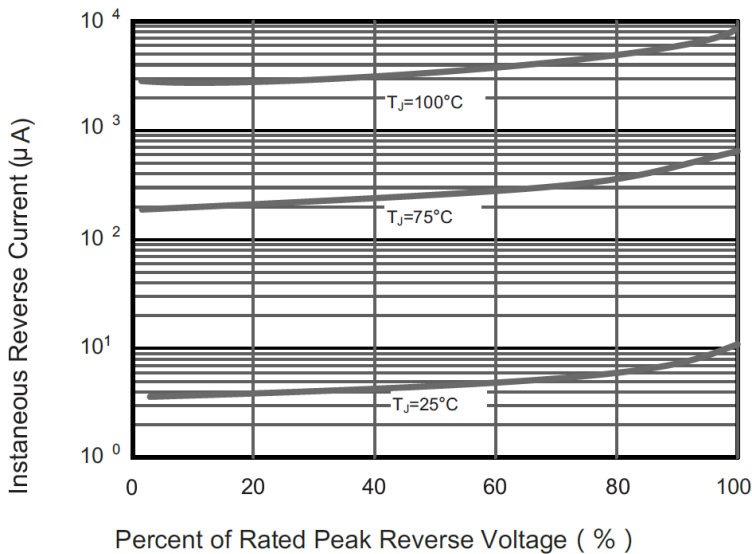 Instaneous Reverse Current (μA)
10 4
10 3
10 2
10 1
10 0
TJ=100°C
TJ=75°C
TJ=25°C
0 20 40 60 80 100
Percent of Rated Peak Reverse Voltage ( % )